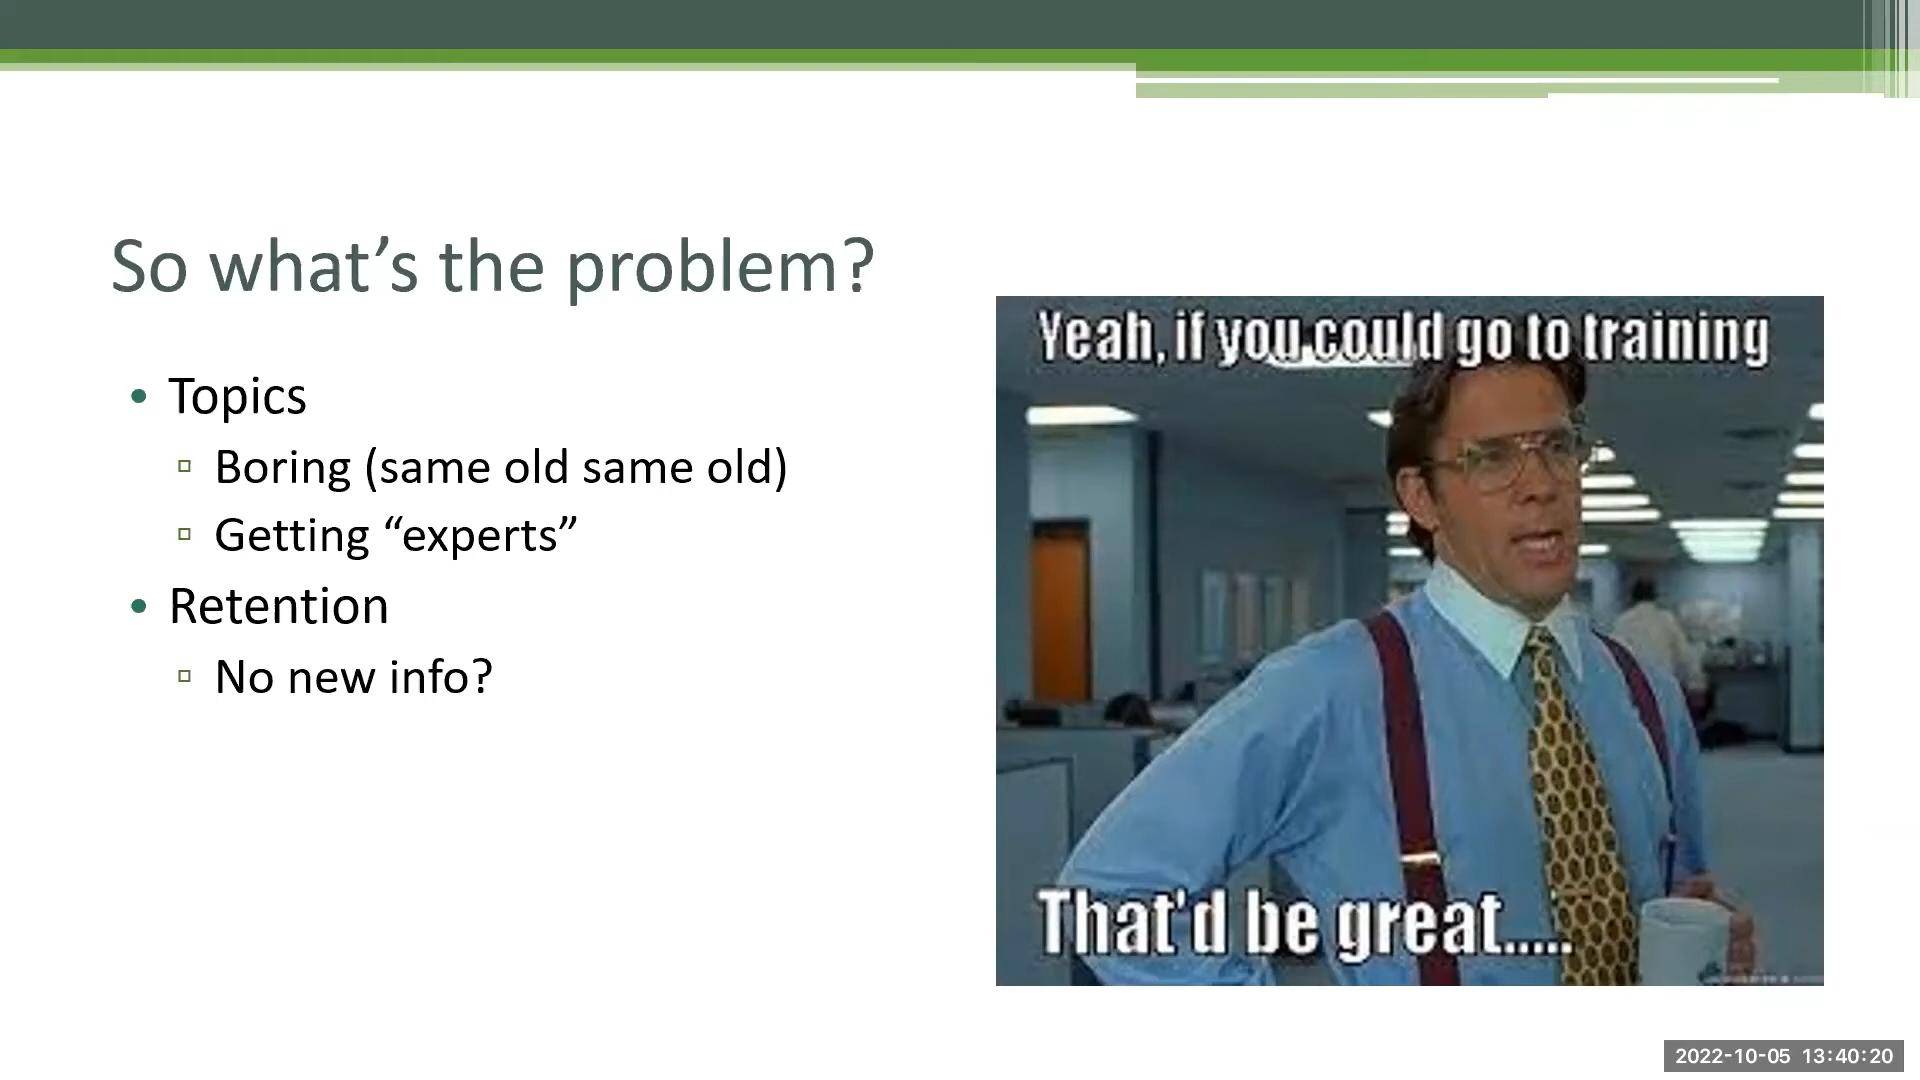 So what’s the problem?
• Topics
▫ Boring (same old same old)
▫ Getting “experts”
• Retention
▫ No new info?
Yeah, if you could go to training
That'd be great.....
2022-10-05 13:40:20